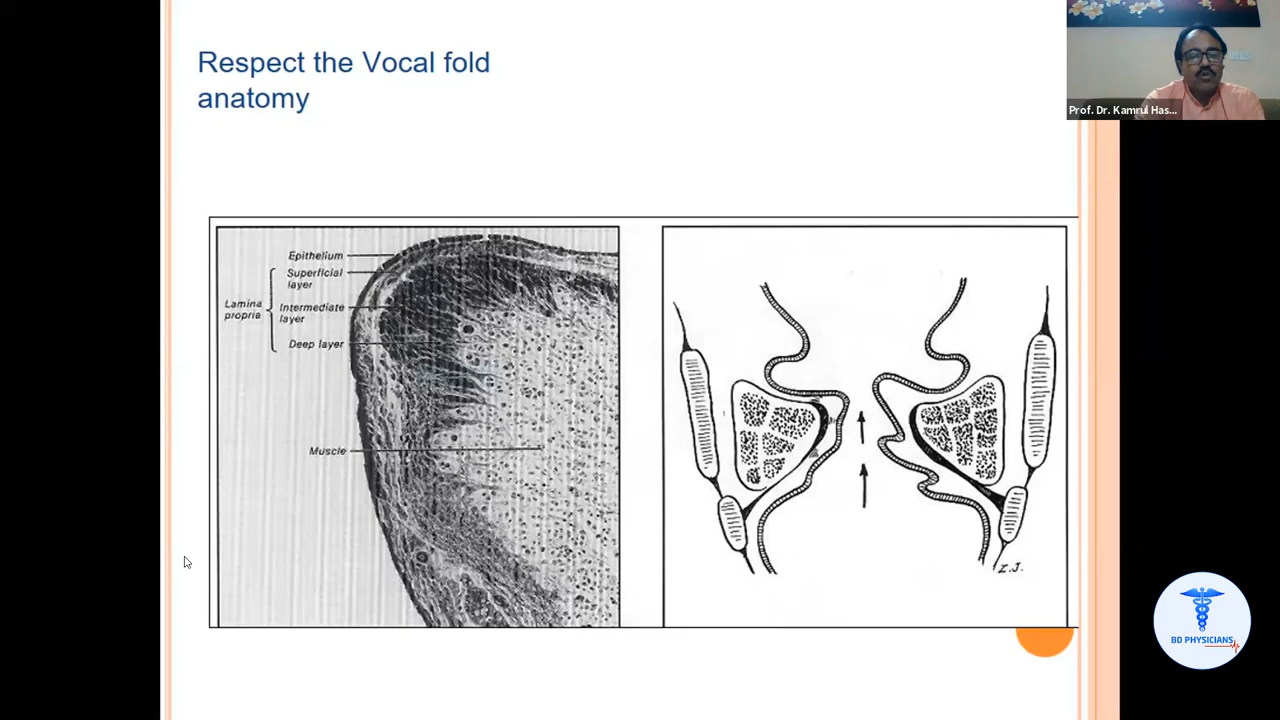 Respect the Vocal fold
anatomy
Prof. Dr. Kamrul Has...
Epithelium
Superficial
layer
Lamina
propria
Intermediate
layer
Deep layer
Muscle
Z.J.
BD PHYSICIANS